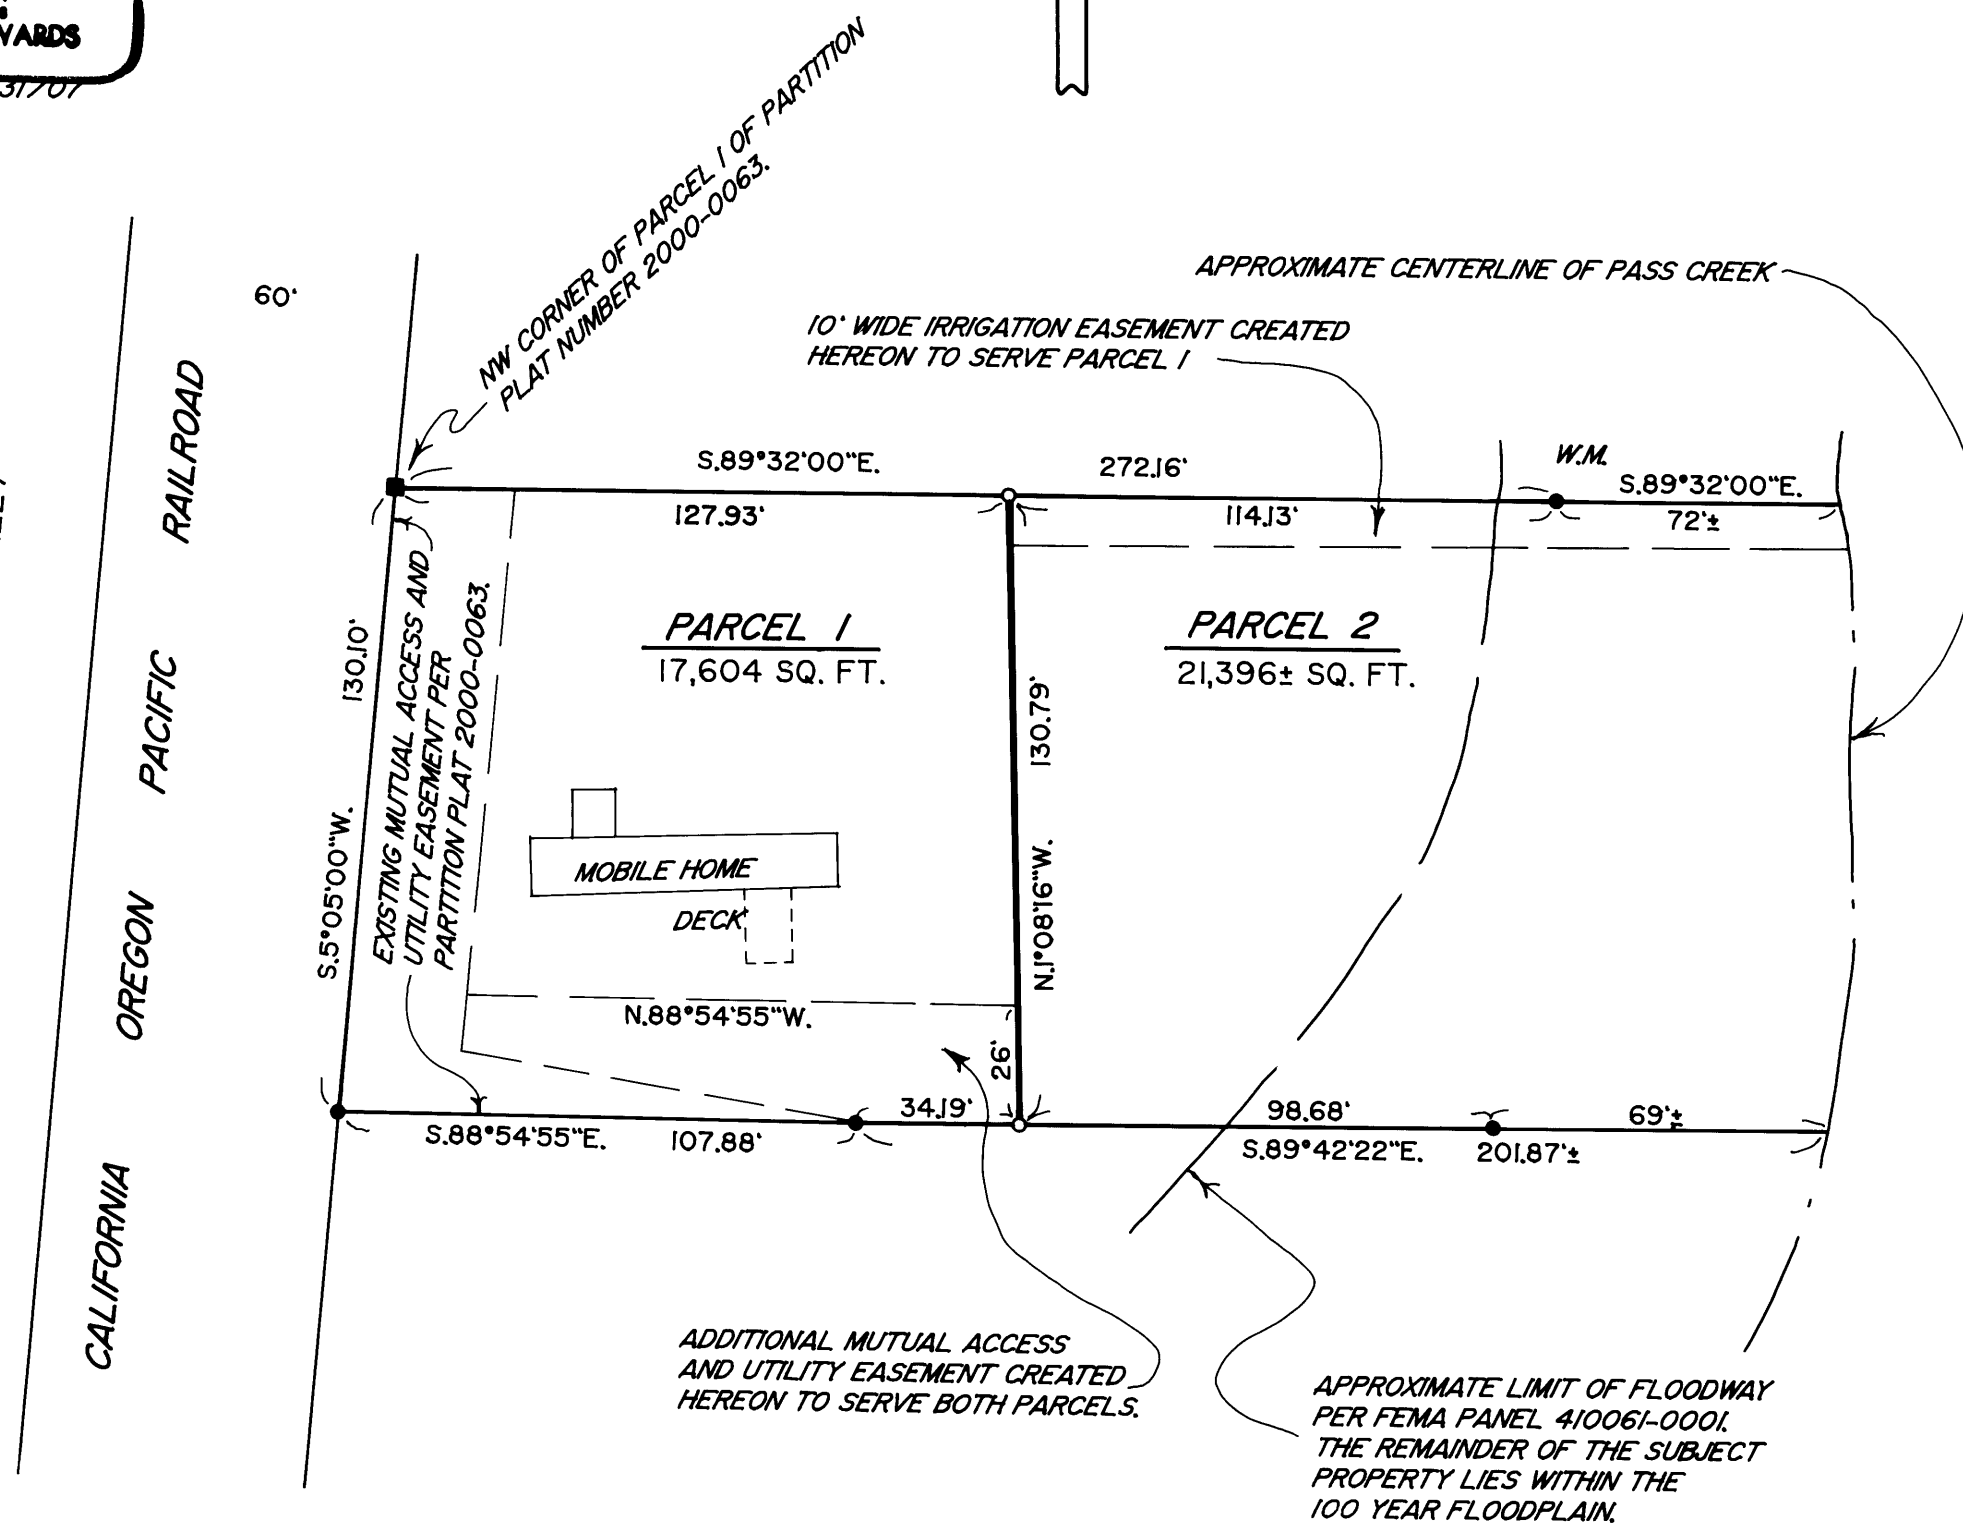 WARDS
31707
NW CORNER OF PARCEL 1 OF PARTITION
PLAT NUMBER 2000-0063.
60'
APPROXIMATE CENTERLINE OF PASS CREEK
10' WIDE IRRIGATION EASEMENT CREATED
HEREON TO SERVE PARCEL 1
S.89°32'00"E.
272.16'
W.M.
S.89°32'00"E.
127.93'
114.13'
72'±
CALIFORNIA OREGON PACIFIC RAILROAD
S.5°05'00"W.
130.10'
EXISTING MUTUAL ACCESS AND
UTILITY EASEMENT PER
PARTITION PLAT 2000-0063.
PARCEL 1
17,604 SQ. FT.
PARCEL 2
21,396± SQ. FT.
N.1°08'16"W.
130.79'
MOBILE HOME
DECK
N.88°54'55"W.
26'
34.19'
98.68'
69'±
S.88°54'55"E.
107.88'
S.89°42'22"E.
201.87'±
ADDITIONAL MUTUAL ACCESS
AND UTILITY EASEMENT CREATED
HEREON TO SERVE BOTH PARCELS.
APPROXIMATE LIMIT OF FLOODWAY
PER FEMA PANEL 410061-0001.
THE REMAINDER OF THE SUBJECT
PROPERTY LIES WITHIN THE
100 YEAR FLOODPLAIN.